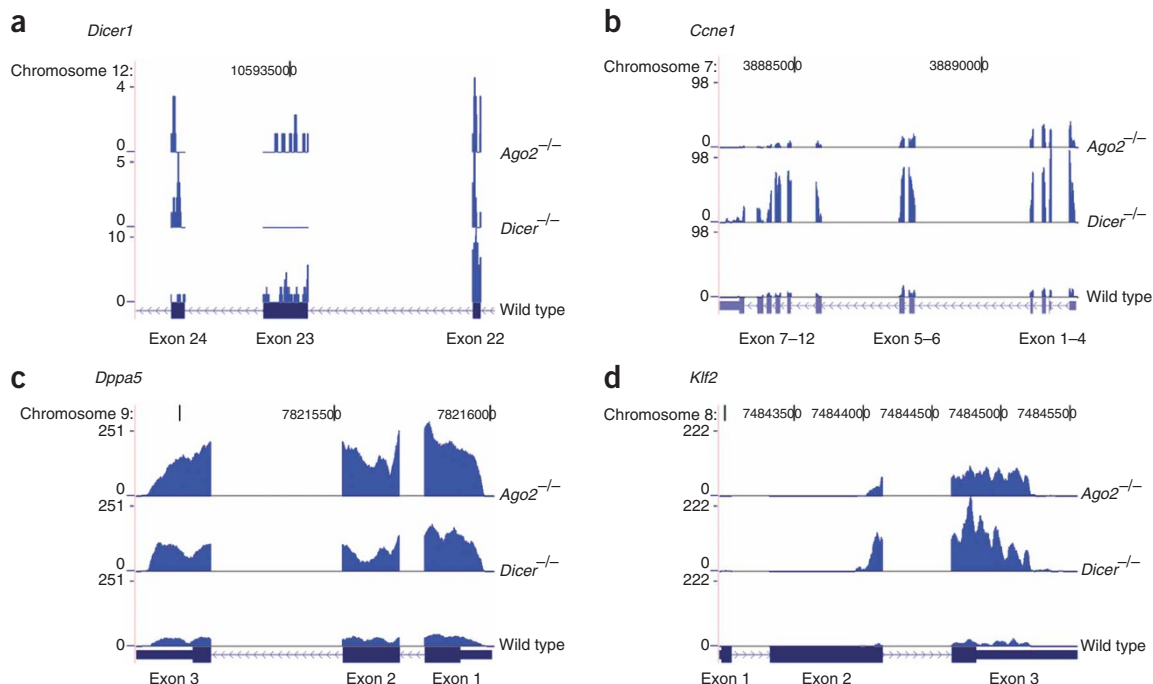 a
Dicer1
Chromosome 12:
105935000
4
0
Ago2−/−
5
0
Dicer−/−
10
0
Wild type
Exon 24
Exon 23
Exon 22
b
Ccne1
Chromosome 7:
38885000
38890000
98
0
Ago2−/−
98
0
Dicer−/−
98
0
Wild type
Exon 7–12
Exon 5–6
Exon 1–4
c
Dppa5
Chromosome 9:
78215500
78216000
251
0
Ago2−/−
251
0
Dicer−/−
251
0
Wild type
Exon 3
Exon 2
Exon 1
d
Klf2
Chromosome 8:
74843500
74844000
74844500
74845000
74845500
222
0
Ago2−/−
222
0
Dicer−/−
222
0
Wild type
Exon 1
Exon 2
Exon 3